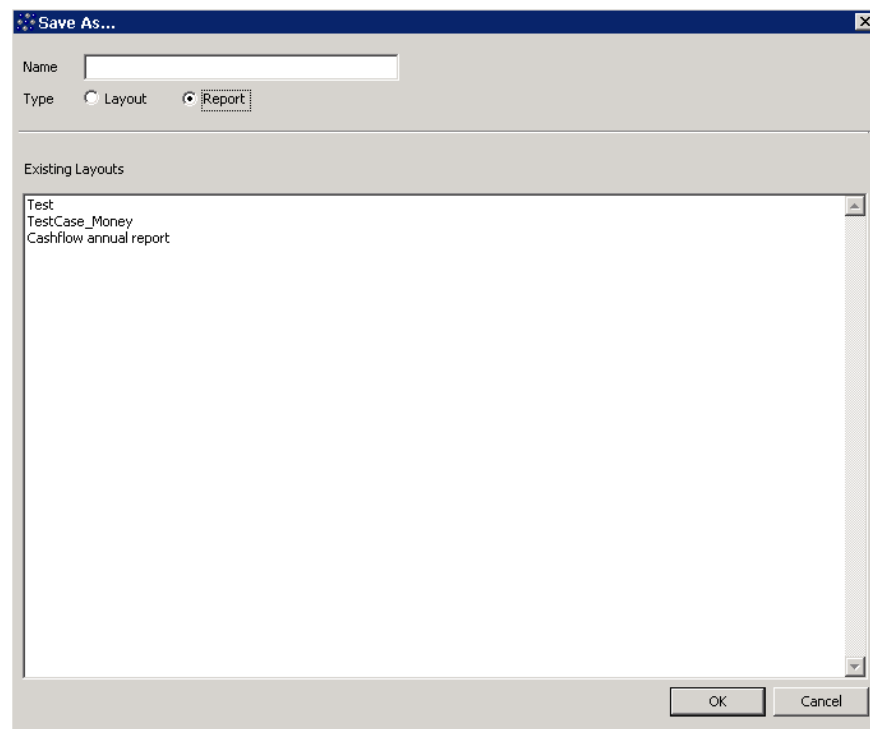 Save As...
Name
Type Layout Report
Existing Layouts
Test
TestCase_Money
Cashflow annual report
OK Cancel